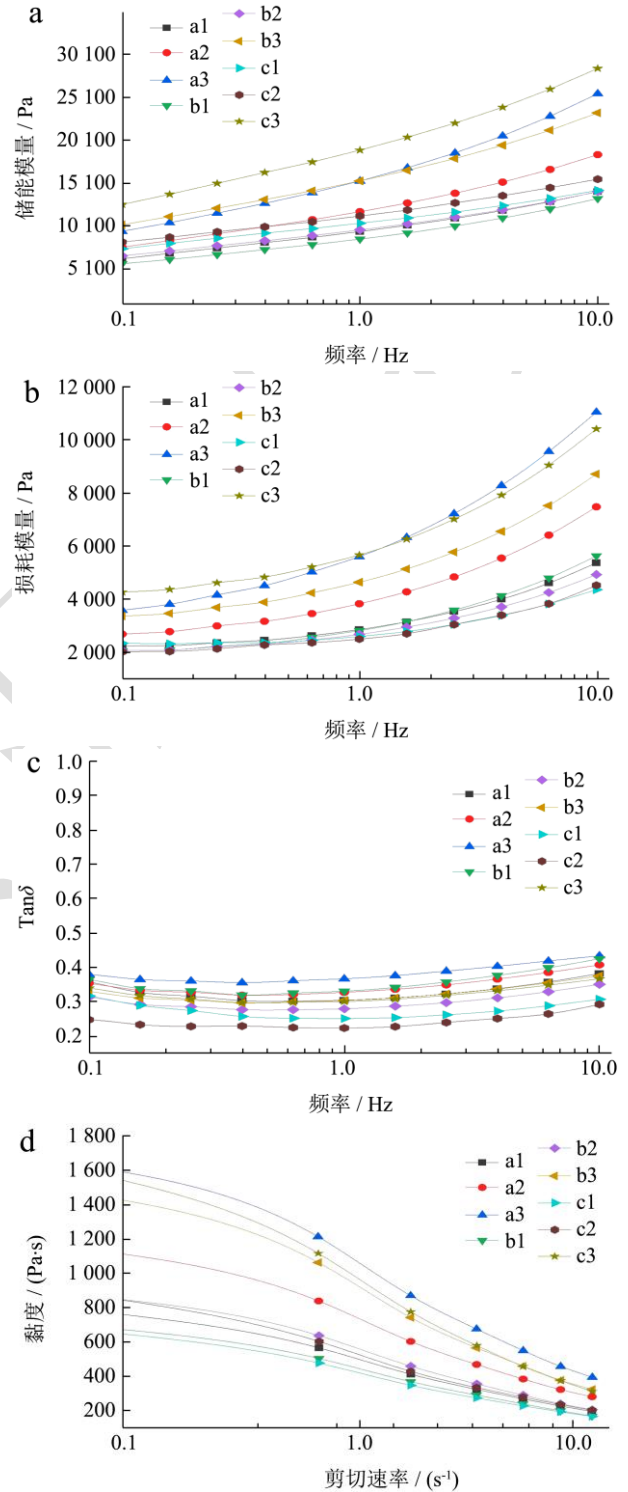 a
a1
a2
a3
b1
b2
b3
c1
c2
c3
30 100
25 100
20 100
15 100
10 100
5 100
储能模量 / Pa
0.1
1.0
10.0
频率 / Hz
b
a1
a2
a3
b1
b2
b3
c1
c2
c3
12 000
10 000
8 000
6 000
4 000
2 000
损耗模量 / Pa
0.1
1.0
10.0
频率 / Hz
c
a1
a2
a3
b1
b2
b3
c1
c2
c3
1.0
0.9
0.8
0.7
0.6
0.5
0.4
0.3
0.2
Tanδ
0.1
1.0
10.0
频率 / Hz
d
a1
a2
a3
b1
b2
b3
c1
c2
c3
1 800
1 600
1 400
1 200
1 000
800
600
400
200
黏度 / (Pa·s)
0.1
1.0
10.0
剪切速率 / (s⁻¹)